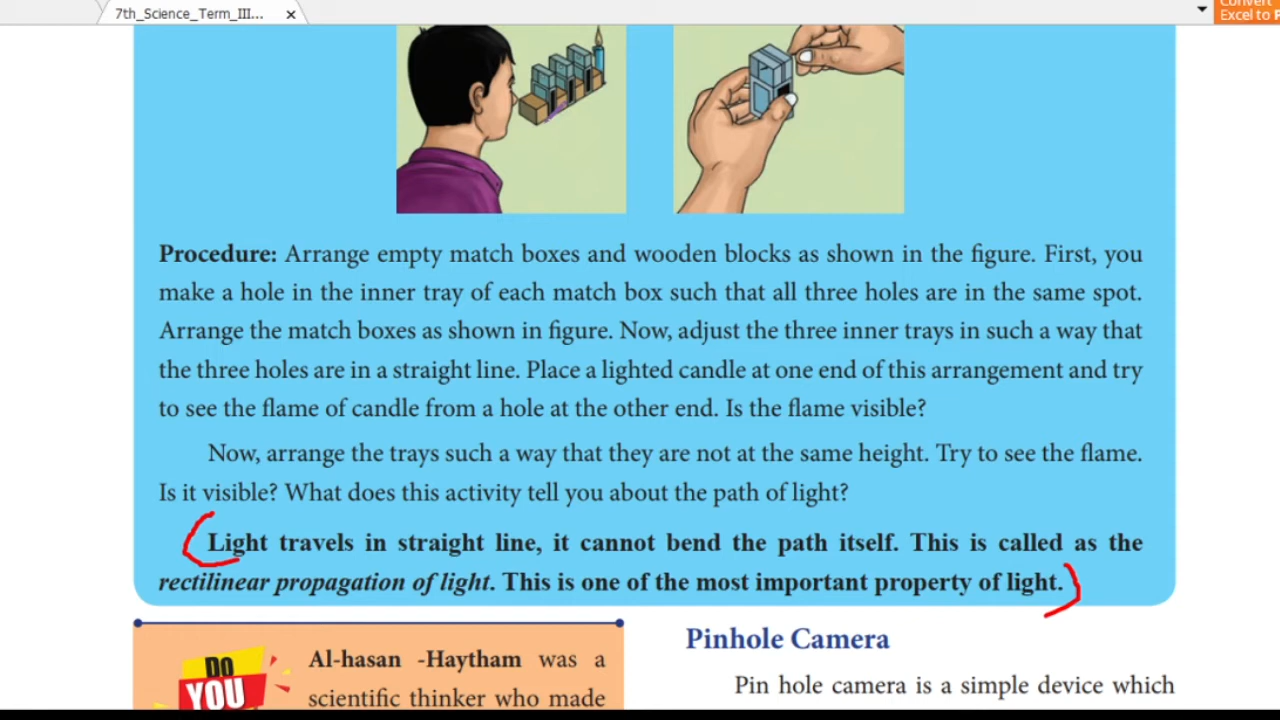 7th_Science_Term_III...
Convert
Excel to
Procedure: Arrange empty match boxes and wooden blocks as shown in the figure. First, you
make a hole in the inner tray of each match box such that all three holes are in the same spot.
Arrange the match boxes as shown in figure. Now, adjust the three inner trays in such a way that
the three holes are in a straight line. Place a lighted candle at one end of this arrangement and try
to see the flame of candle from a hole at the other end. Is the flame visible?
Now, arrange the trays such a way that they are not at the same height. Try to see the flame.
Is it visible? What does this activity tell you about the path of light?
Light travels in straight line, it cannot bend the path itself. This is called as the
rectilinear propagation of light. This is one of the most important property of light.
DO
YOU
Al-hasan -Haytham was a
scientific thinker who made
Pinhole Camera
Pin hole camera is a simple device which